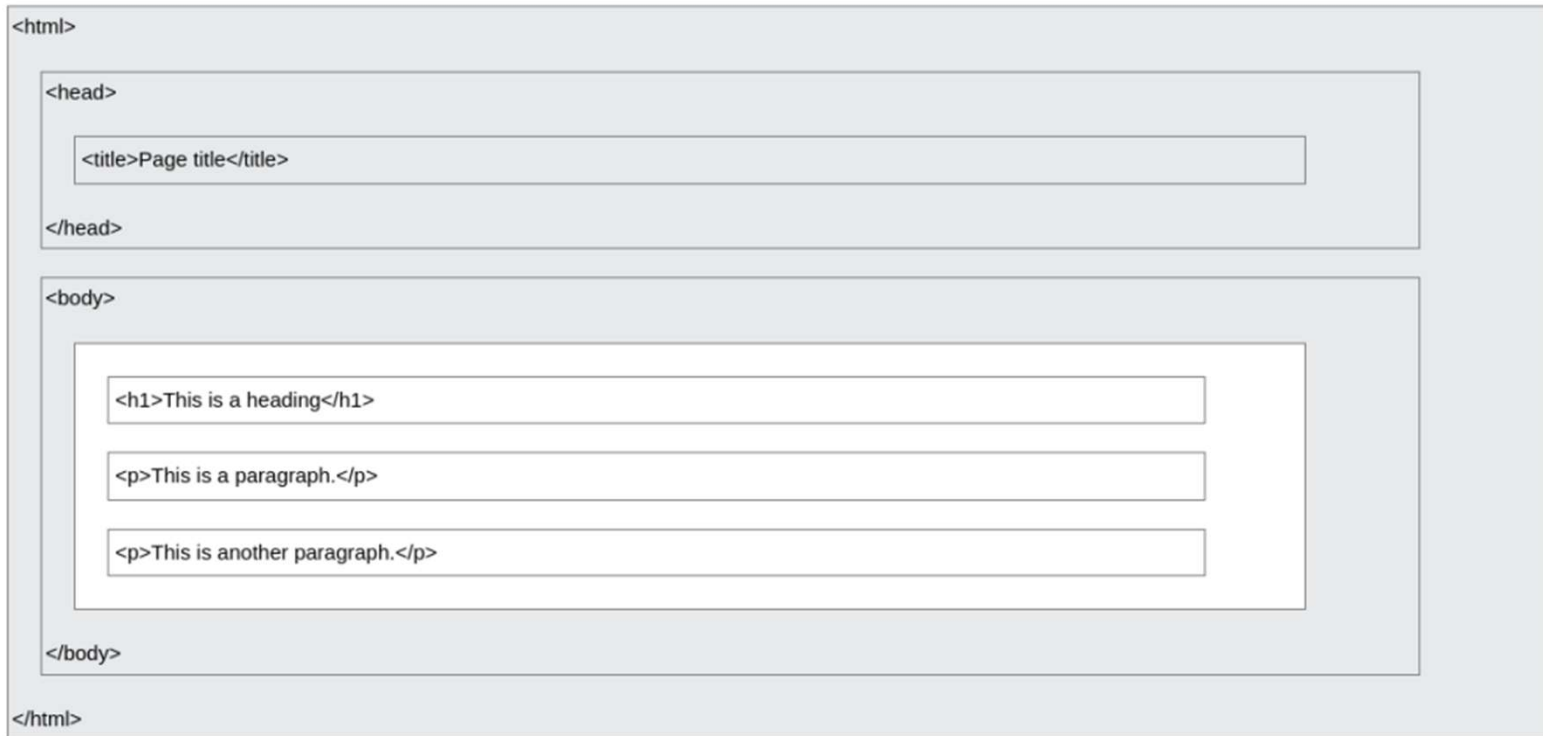 <html>
<head>
<title>Page title</title>
</head>
<body>
<h1>This is a heading</h1>
<p>This is a paragraph.</p>
<p>This is another paragraph.</p>
</body>
</html>